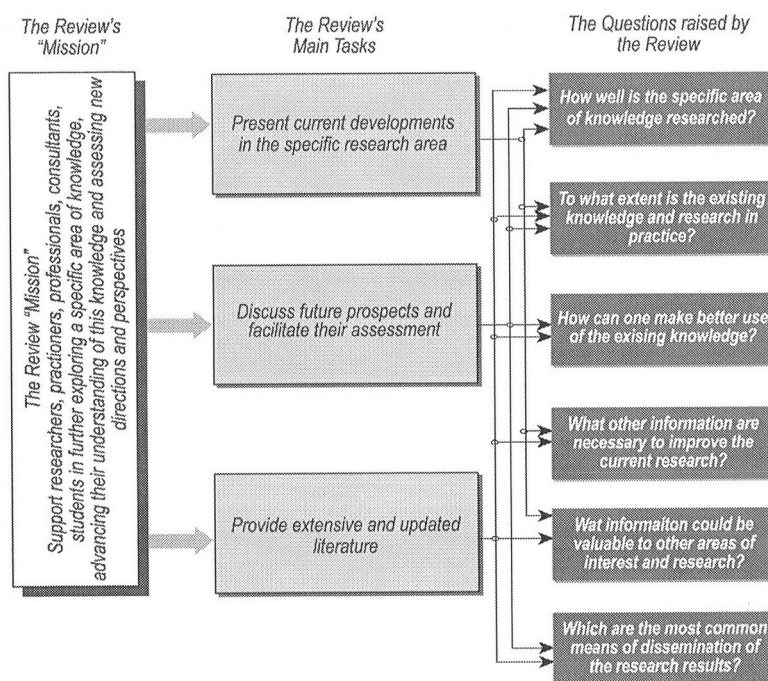 The Review's
"Mission"
The Review "Mission"
Support researchers, practioners, professionals, consultants,
students in further exploring a specific area of knowledge,
advancing their understanding of this knowledge and assessing new
directions and perspectives
The Review's
Main Tasks
Present current developments
in the specific research area
Discuss future prospects and
facilitate their assessment
Provide extensive and updated
literature
The Questions raised by
the Review
How well is the specific area
of knowledge researched?
To what extent is the existing
knowledge and research in
practice?
How can one make better use
of the exising knowledge?
What other information are
necessary to improve the
current research?
Wat informaiton could be
valuable to other areas of
interest and research?
Which are the most common
means of dissemination of
the research results?